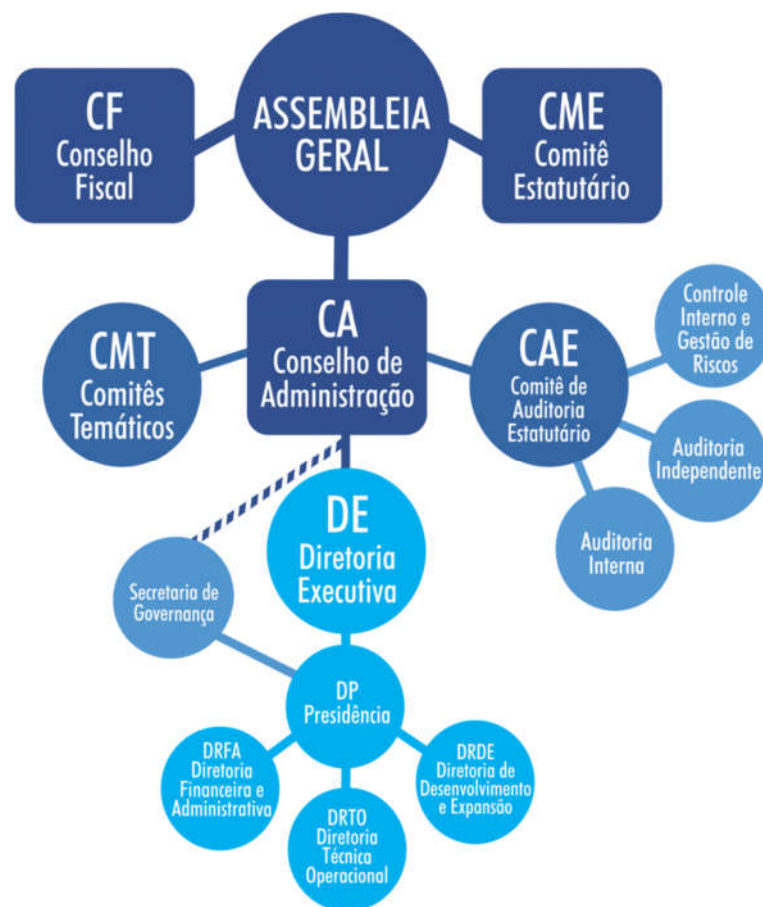 CF
Conselho
Fiscal
ASSEMBLEIA
GERAL
CME
Comitê
Estatutário
CMT
Comitês
Temáticos
CA
Conselho de
Administração
CAE
Comitê de
Auditoria
Estatutário
Controle
Interno e
Gestão de
Riscos
Auditoria
Independente
Auditoria
Interna
DE
Diretoria
Executiva
Secretaria de
Governança
DP
Presidência
DRFA
Diretoria
Financeira e
Administrativa
DRTO
Diretoria
Técnica
Operacional
DRDE
Diretoria de
Desenvolvimento
e Expansão